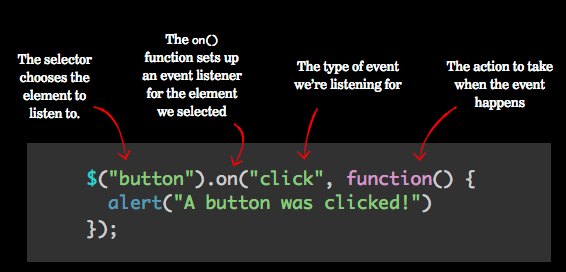 The selector
chooses the
element to
listen to.
The on()
function sets up
an event listener
for the element
we selected
The type of event
we're listening for
The action to take
when the event
happens
$("button").on("click", function() {
  alert("A button was clicked!")
});